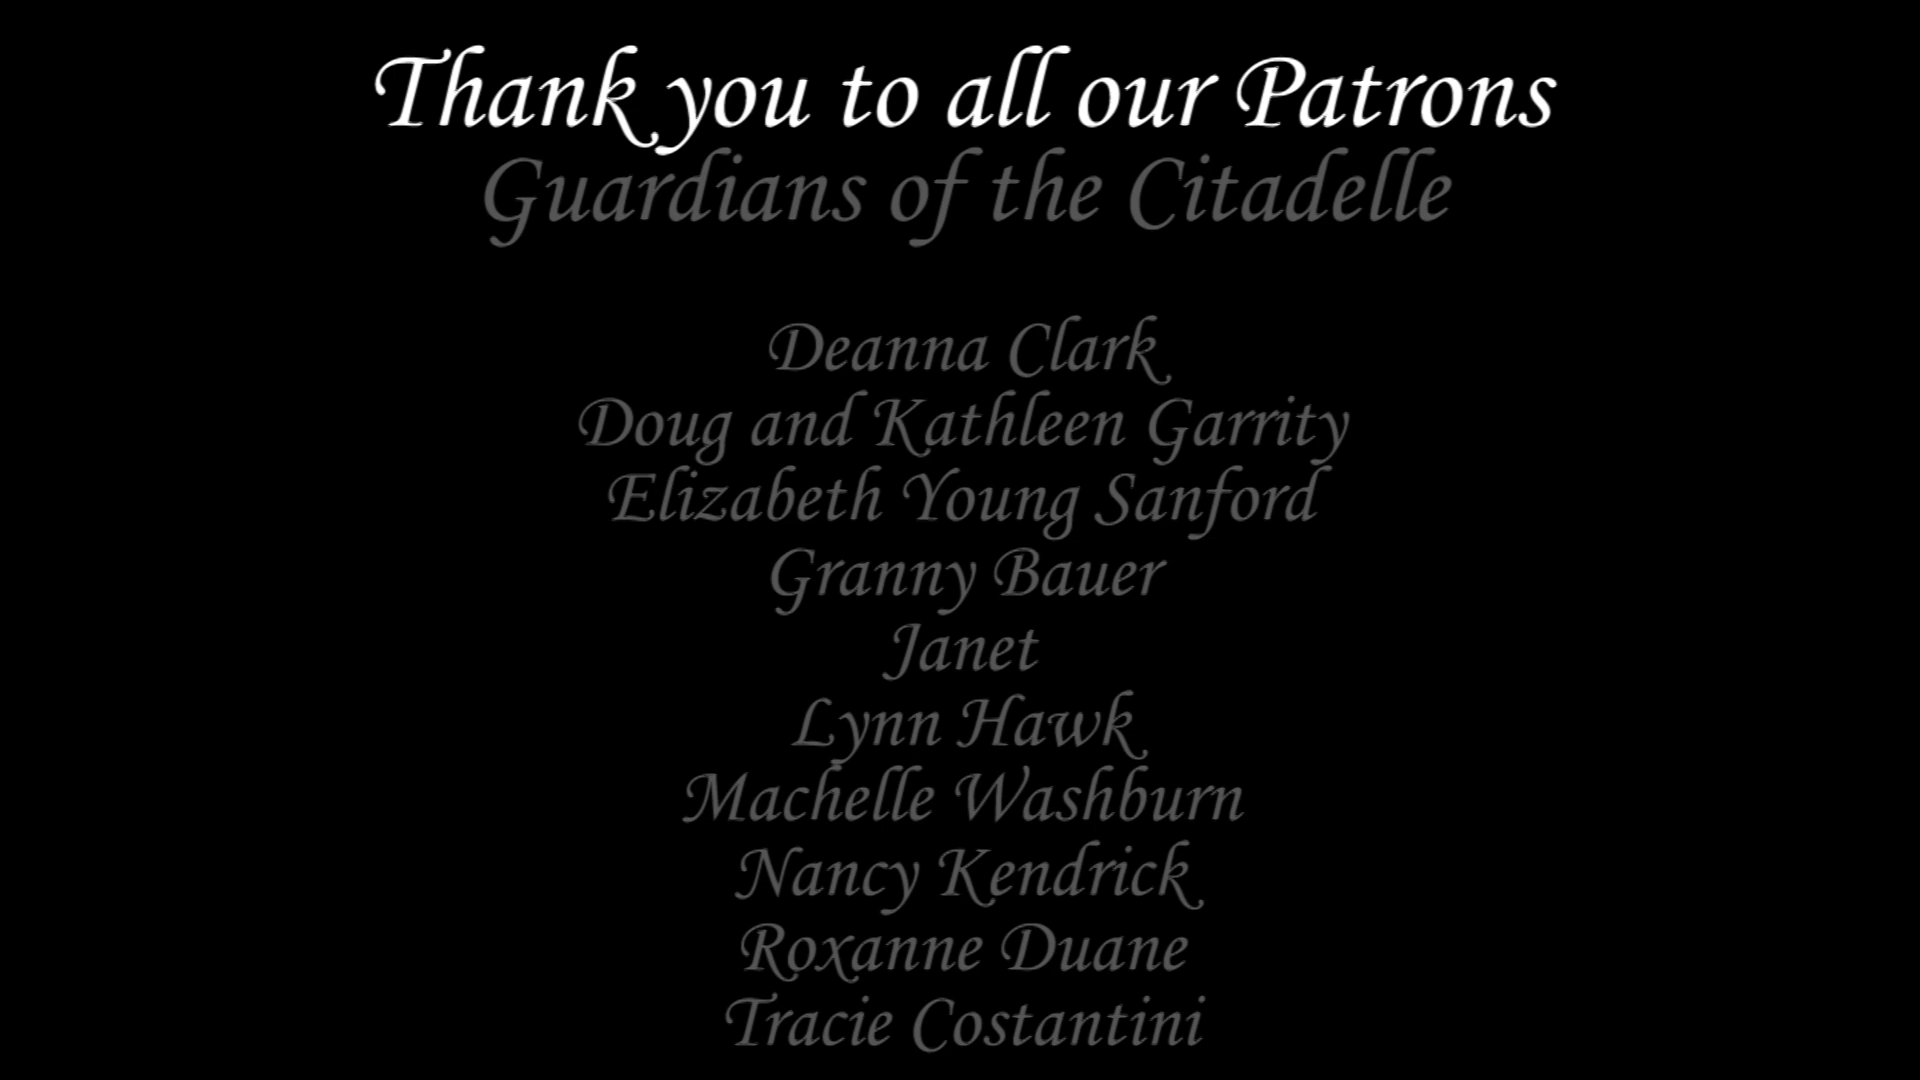 Thank you to all our Patrons
Guardians of the Citadelle
Deanna Clark
Doug and Kathleen Garrity
Elizabeth Young Sanford
Granny Bauer
Janet
Lynn Hawk
Machelle Washburn
Nancy Kendrick
Roxanne Duane
Tracie Costantini